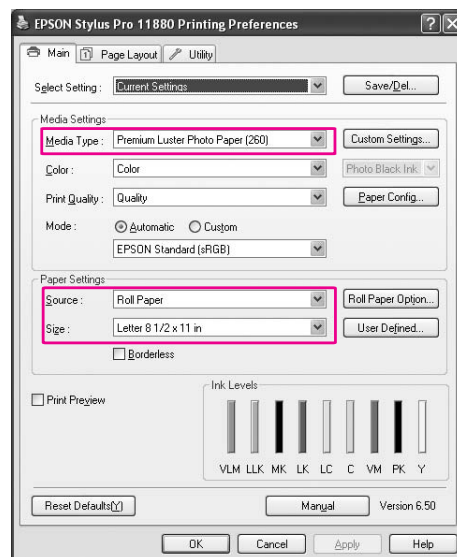 EPSON Stylus Pro 11880 Printing Preferences
Main Page Layout Utility
Select Setting : Current Settings Save/Del...
Media Settings
Media Type : Premium Luster Photo Paper (260) Custom Settings...
Color : Color Photo Black Ink
Print Quality : Quality Paper Config...
Mode : Automatic Custom
EPSON Standard (sRGB)
Paper Settings
Source : Roll Paper Roll Paper Option...
Size : Letter 8 1/2 x 11 in User Defined...
Borderless
Print Preview
Ink Levels
VLM LLK MK LK LC C VM PK Y
Reset Defaults(Y) Manual Version 6.50
OK Cancel Apply Help